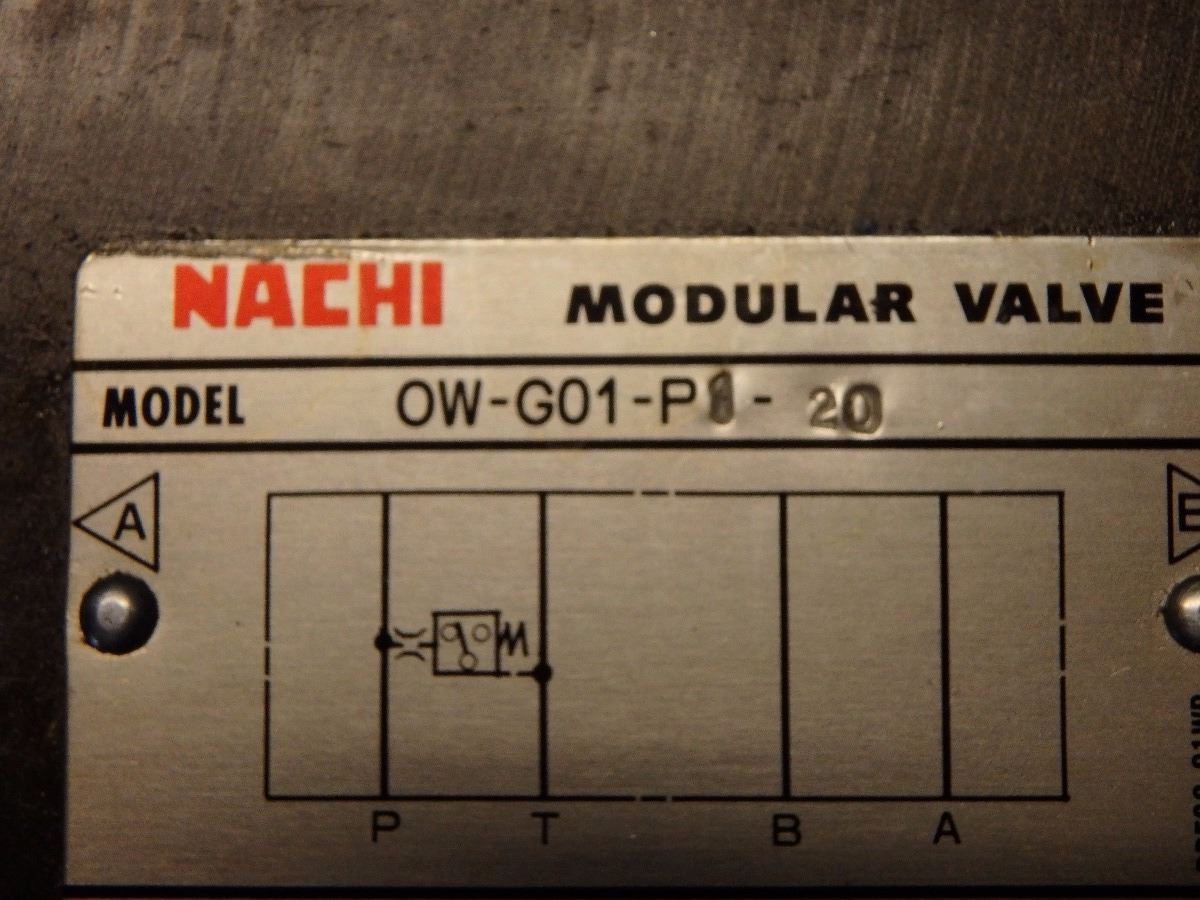 NACHI MODULAR VALVE
MODEL OW-G01-P1-20
A
P T B A